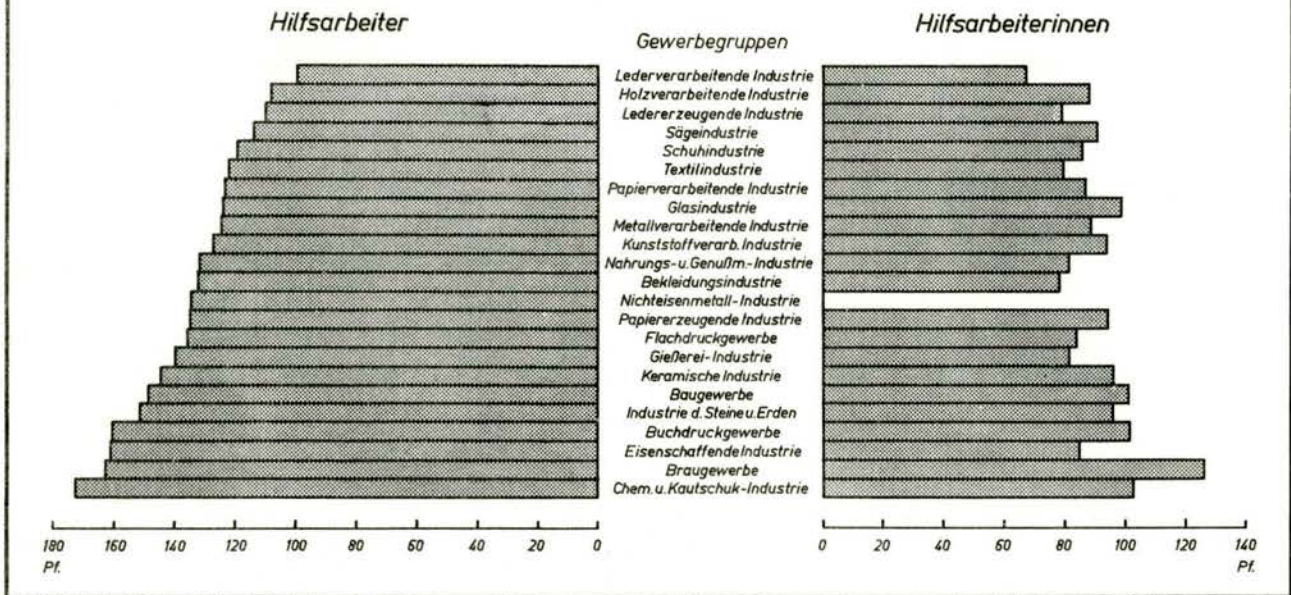 Hilfsarbeiter
Gewerbegruppen
Hilfsarbeiterinnen
Lederverarbeitende Industrie
Holzverarbeitende Industrie
Ledererzeugende Industrie
Sägeindustrie
Schuhindustrie
Textilindustrie
Papierverarbeitende Industrie
Glasindustrie
Metallverarbeitende Industrie
Kunststoffverarb. Industrie
Nahrungs- u. Genußm.- Industrie
Bekleidungsindustrie
Nichteisenmetall- Industrie
Papiererzeugende Industrie
Flachdruckgewerbe
Gießerei- Industrie
Keramische Industrie
Baugewerbe
Industrie d. Steine u. Erden
Buchdruckgewerbe
Eisenschaffende Industrie
Braugewerbe
Chem. u. Kautschuk- Industrie
180 160 140 120 100 80 60 40 20 0
Pf.
0 20 40 60 80 100 120 140
Pf.